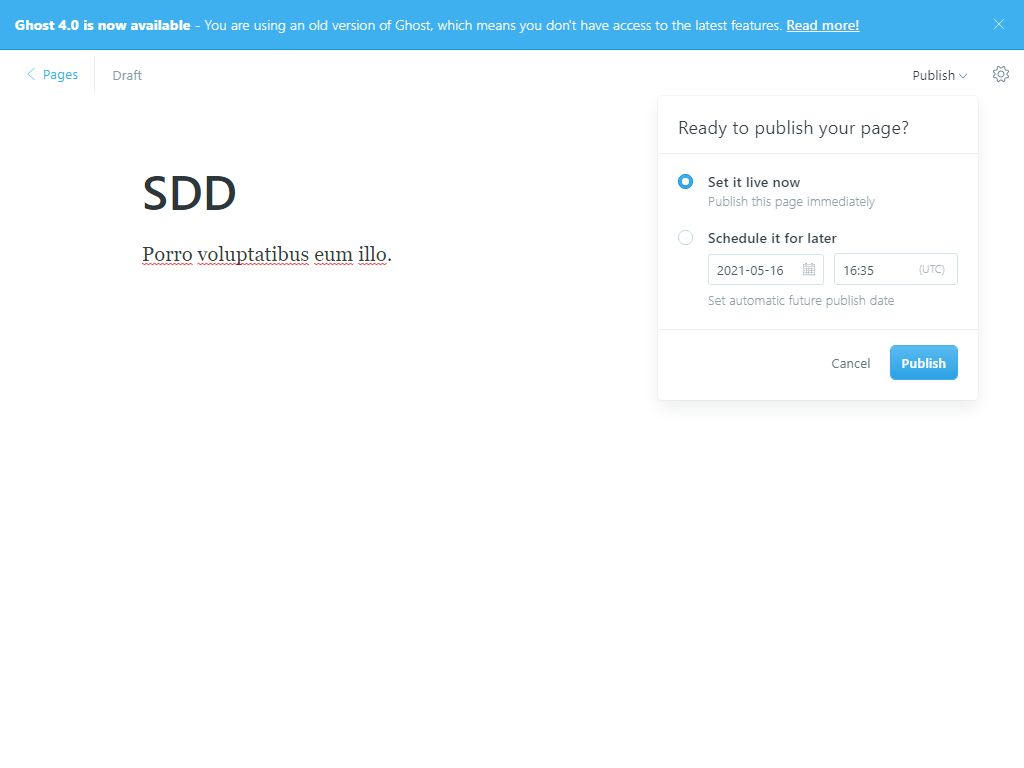 Ghost 4.0 is now available - You are using an old version of Ghost, which means you don't have access to the latest features. Read more!
Pages
Draft
Publish
Ready to publish your page?
SDD
Porro voluptatibus eum illo.
Set it live now
Publish this page immediately
Schedule it for later
2021-05-16
16:35 (UTC)
Set automatic future publish date
Cancel
Publish